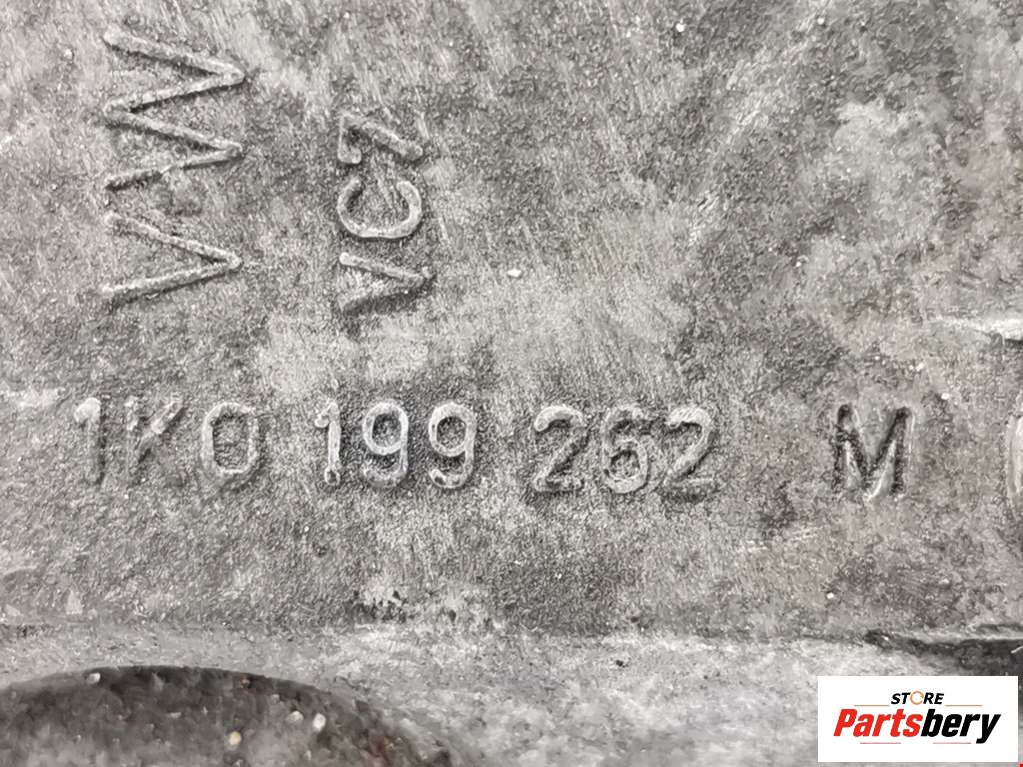 VW
VC7
1K0 199 262 M
STORE
Partsbery